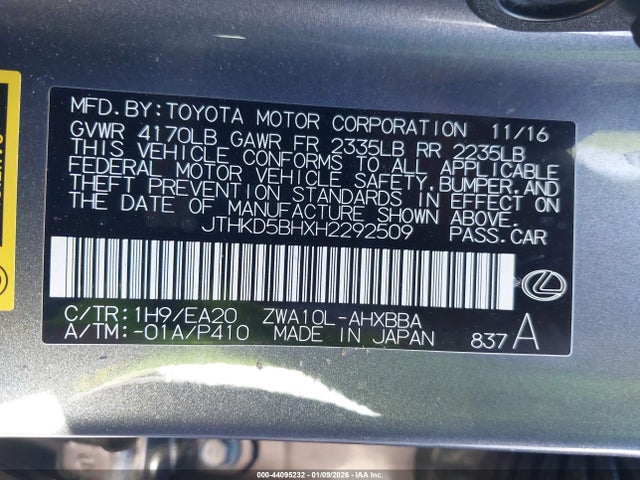 MFD.BY:TOYOTA MOTOR CORPORATION 11/16
GVWR 4170LB GAWR FR 2335LB RR 2235LB
THIS VEHICLE CONFORMS TO ALL APPLICABLE
FEDERAL MOTOR VEHICLE SAFETY,BUMPER,AND
THEFT PREVENTION STANDARDS IN EFFECT ON
THE DATE OF MANUFACTURE SHOWN ABOVE.
JTHKD5BHXH2292509 PASS.CAR
C/TR:1H9/EA20 ZWA10L-AHXBBA
A/TM:-01A/P410 MADE IN JAPAN 837 A
000-44095232 - 01/09/2026 - IAAI